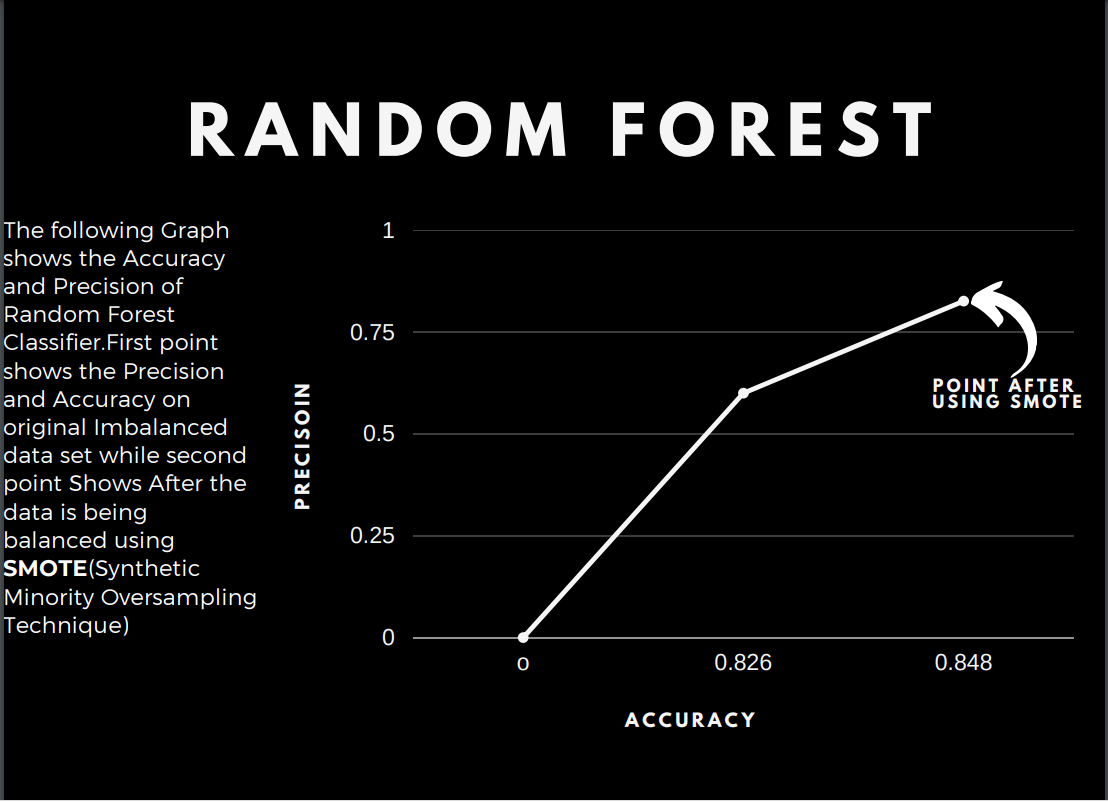 RANDOM FOREST
The following Graph
shows the Accuracy
and Precision of
Random Forest
Classifier.First point
shows the Precision
and Accuracy on
original Imbalanced
data set while second
point Shows After the
data is being
balanced using
SMOTE(Synthetic
Minority Oversampling
Technique)
PRECISOIN
1
0.75
0.5
0.25
0
POINT AFTER
USING SMOTE
o 0.826 0.848
ACCURACY